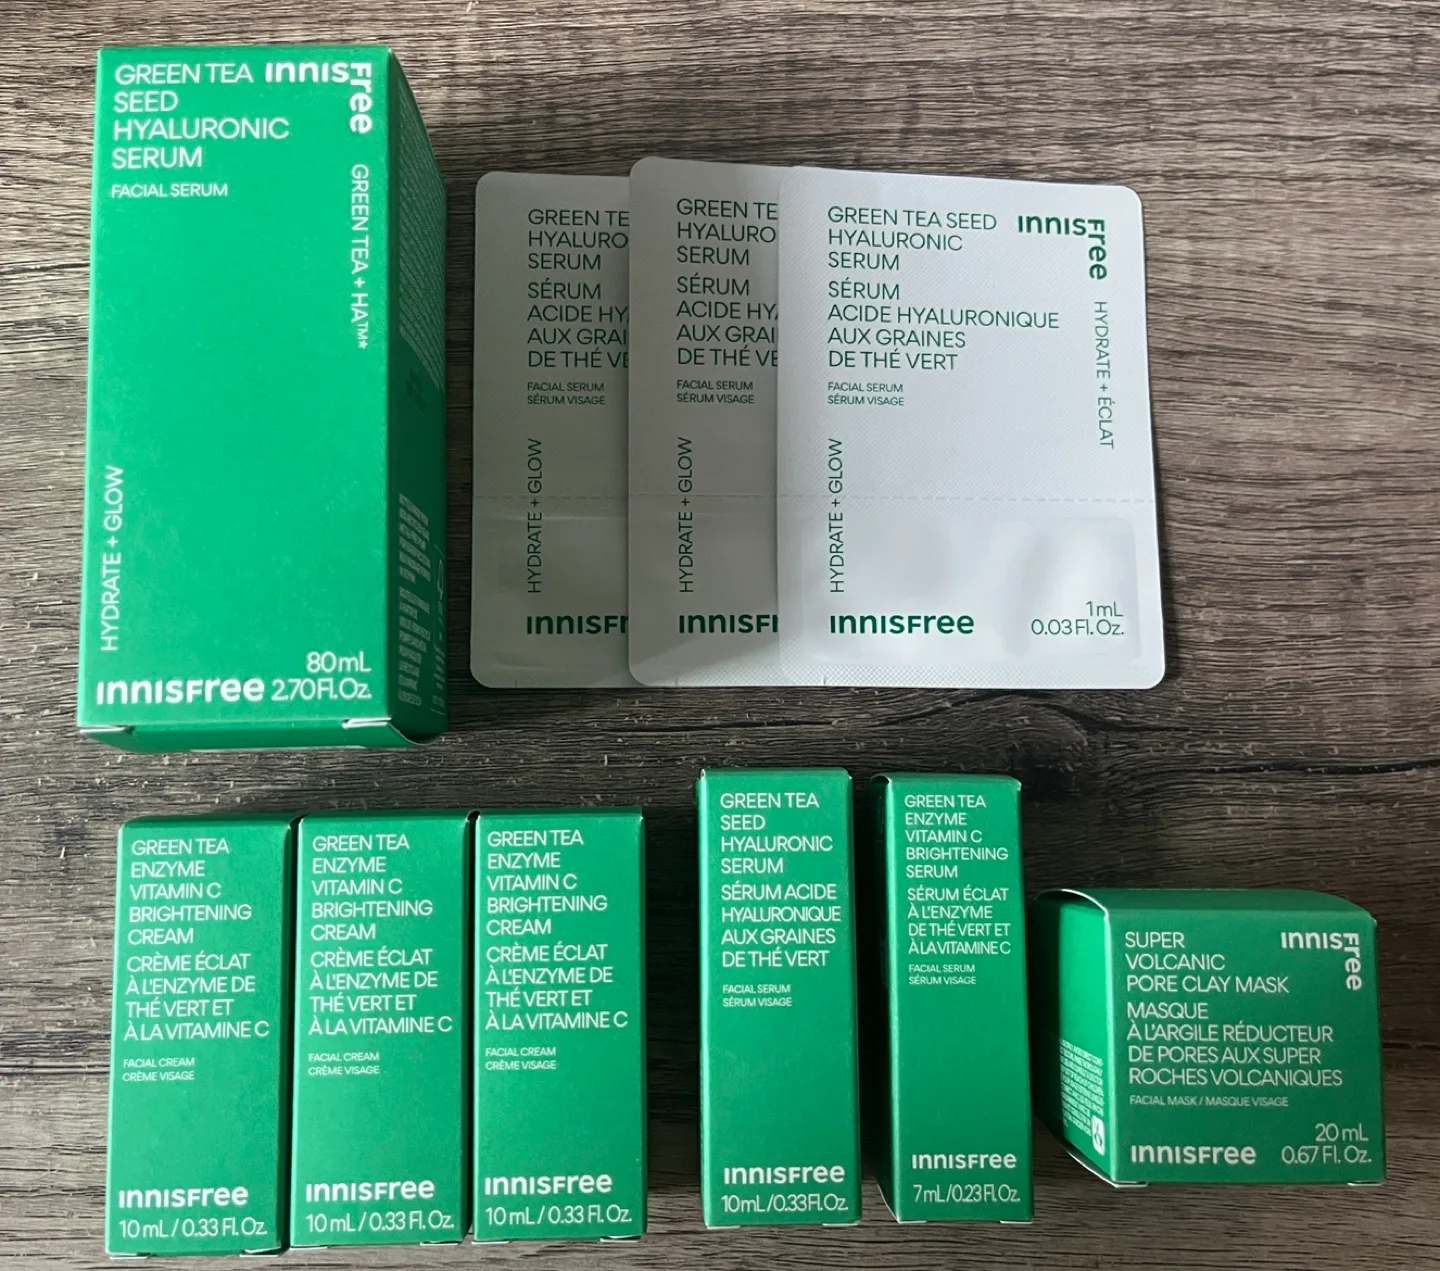 GREEN TEA
SEED
HYALURONIC
SERUM
FACIAL SERUM
INNISFree
GREEN TEA + HA™*
HYDRATE + GLOW
80mL
INNISFree 2.70Fl.Oz.
GREEN TE
HYALURO
SERUM
SÉRUM
ACIDE HY
AUX GRAI
DE THÉ VE
FACIAL SERUM
SÉRUM VISAGE
HYDRATE + GLOW
INNISFr
GREEN TE
HYALURO
SERUM
SÉRUM
ACIDE HY
AUX GRAI
DE THÉ VE
FACIAL SERUM
SÉRUM VISAGE
HYDRATE + GLOW
INNISF
GREEN TEA SEED
HYALURONIC
SERUM
SÉRUM
ACIDE HYALURONIQUE
AUX GRAINES
DE THÉ VERT
FACIAL SERUM
SÉRUM VISAGE
INNISFree
HYDRATE + ÉCLAT
HYDRATE + GLOW
INNISFree
1mL
0.03 Fl. Oz.
GREEN TEA
ENZYME
VITAMIN C
BRIGHTENING
CREAM
CRÈME ÉCLAT
À L'ENZYME DE
THÉ VERT ET
À LA VITAMINE C
FACIAL CREAM
CRÈME VISAGE
INNISFree
10 mL / 0.33 Fl. Oz.
GREEN TEA
ENZYME
VITAMIN C
BRIGHTENING
CREAM
CRÈME ÉCLAT
À L'ENZYME DE
THÉ VERT ET
À LA VITAMINE C
FACIAL CREAM
CRÈME VISAGE
INNISFree
10 mL / 0.33 Fl. Oz.
GREEN TEA
ENZYME
VITAMIN C
BRIGHTENING
CREAM
CRÈME ÉCLAT
À L'ENZYME DE
THÉ VERT ET
À LA VITAMINE C
FACIAL CREAM
CRÈME VISAGE
INNISFree
10 mL / 0.33 Fl. Oz.
GREEN TEA
SEED
HYALURONIC
SERUM
SÉRUM ACIDE
HYALURONIQUE
AUX GRAINES
DE THÉ VERT
FACIAL SERUM
SÉRUM VISAGE
INNISFree
10mL/0.33Fl.Oz.
GREEN TEA
ENZYME
VITAMIN C
BRIGHTENING
SERUM
SÉRUM ÉCLAT
À L'ENZYME
DE THÉ VERT ET
À LA VITAMINE C
FACIAL SERUM
SÉRUM VISAGE
INNISFree
7mL/0.23Fl.Oz.
SUPER
VOLCANIC
PORE CLAY MASK
MASQUE
À L'ARGILE RÉDUCTEUR
DE PORES AUX SUPER
ROCHES VOLCANIQUES
FACIAL MASK / MASQUE VISAGE
INNISFree
20 mL
INNISFree 0.67 Fl. Oz.